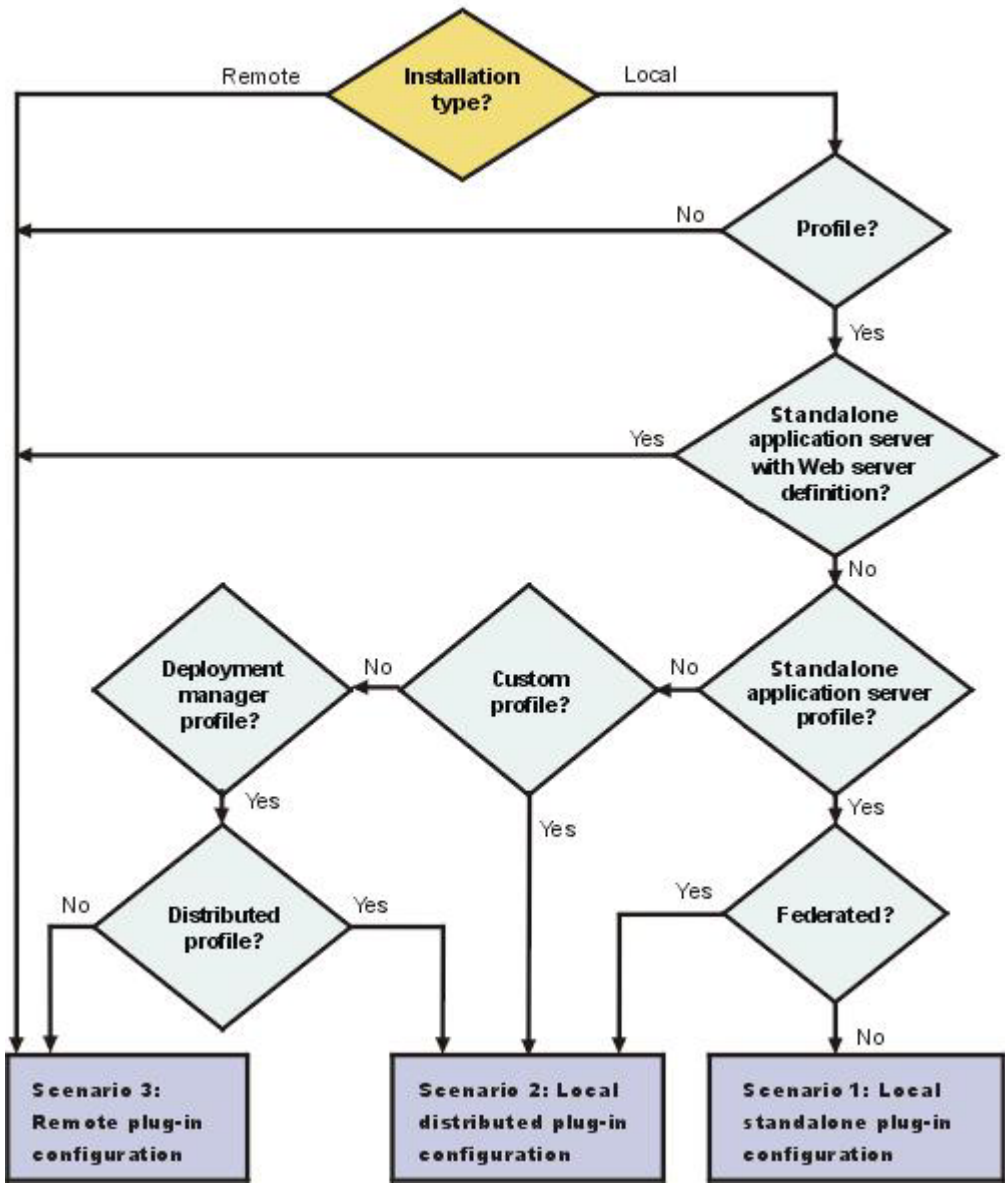 Remote
Installation
type?
Local
No
Profile?
Yes
Yes
Standalone
application server
with Web server
definition?
No
Deployment
manager
profile?
No
Custom
profile?
No
Standalone
application server
profile?
Yes
Yes
Yes
No
Distributed
profile?
Yes
Yes
Federated?
No
Scenario 3:
Remote plug-in
configuration
Scenario 2: Local
distributed plug-in
configuration
Scenario 1: Local
standalone plug-in
configuration